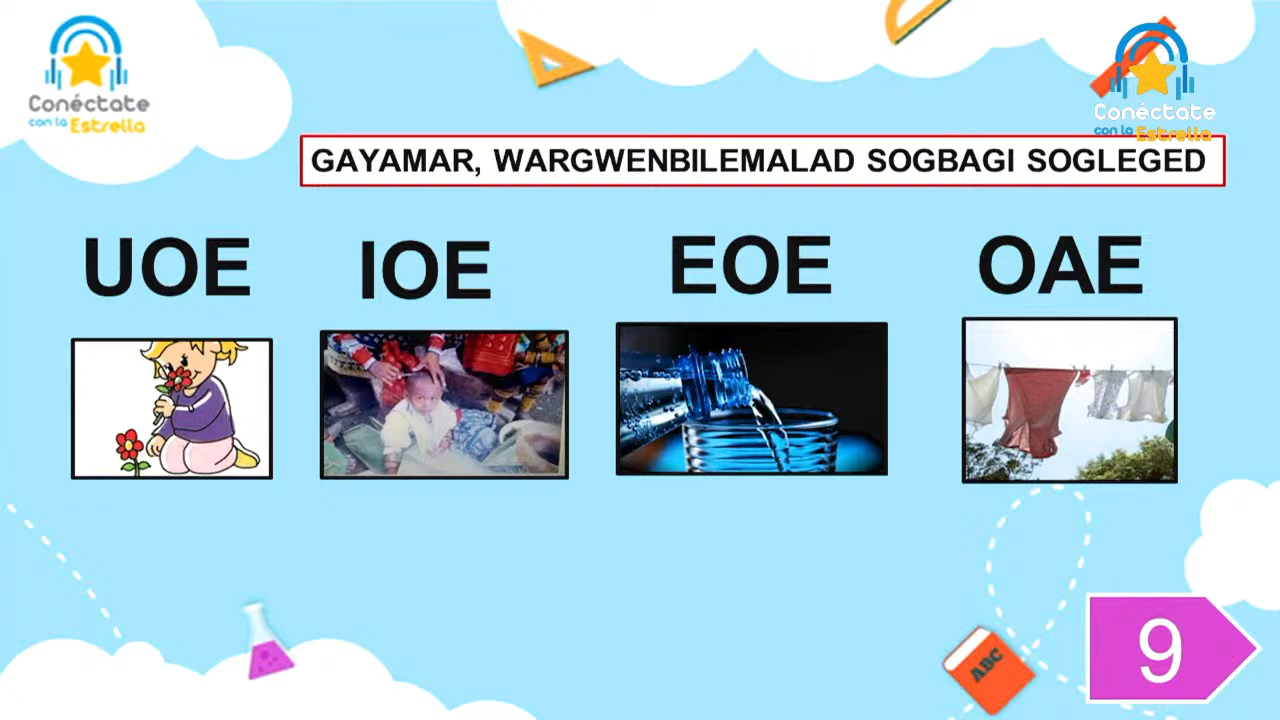 Conéctate
con la Estrella
Conéctate
con la Estrella
GAYAMAR, WARGWENBILEMALAD SOGBAGI SOGLEGED
UOE
IOE
EOE
OAE
ABC
9